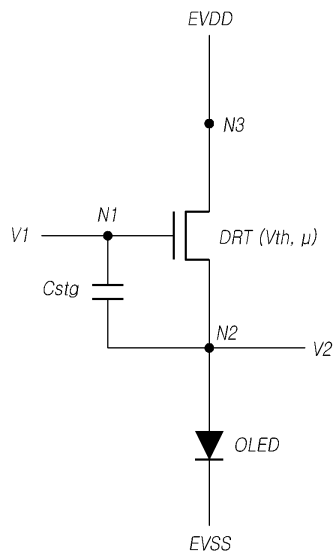 EVDD
N3
N1
V1
DRT (Vth, μ)
Cstg
N2
V2
OLED
EVSS